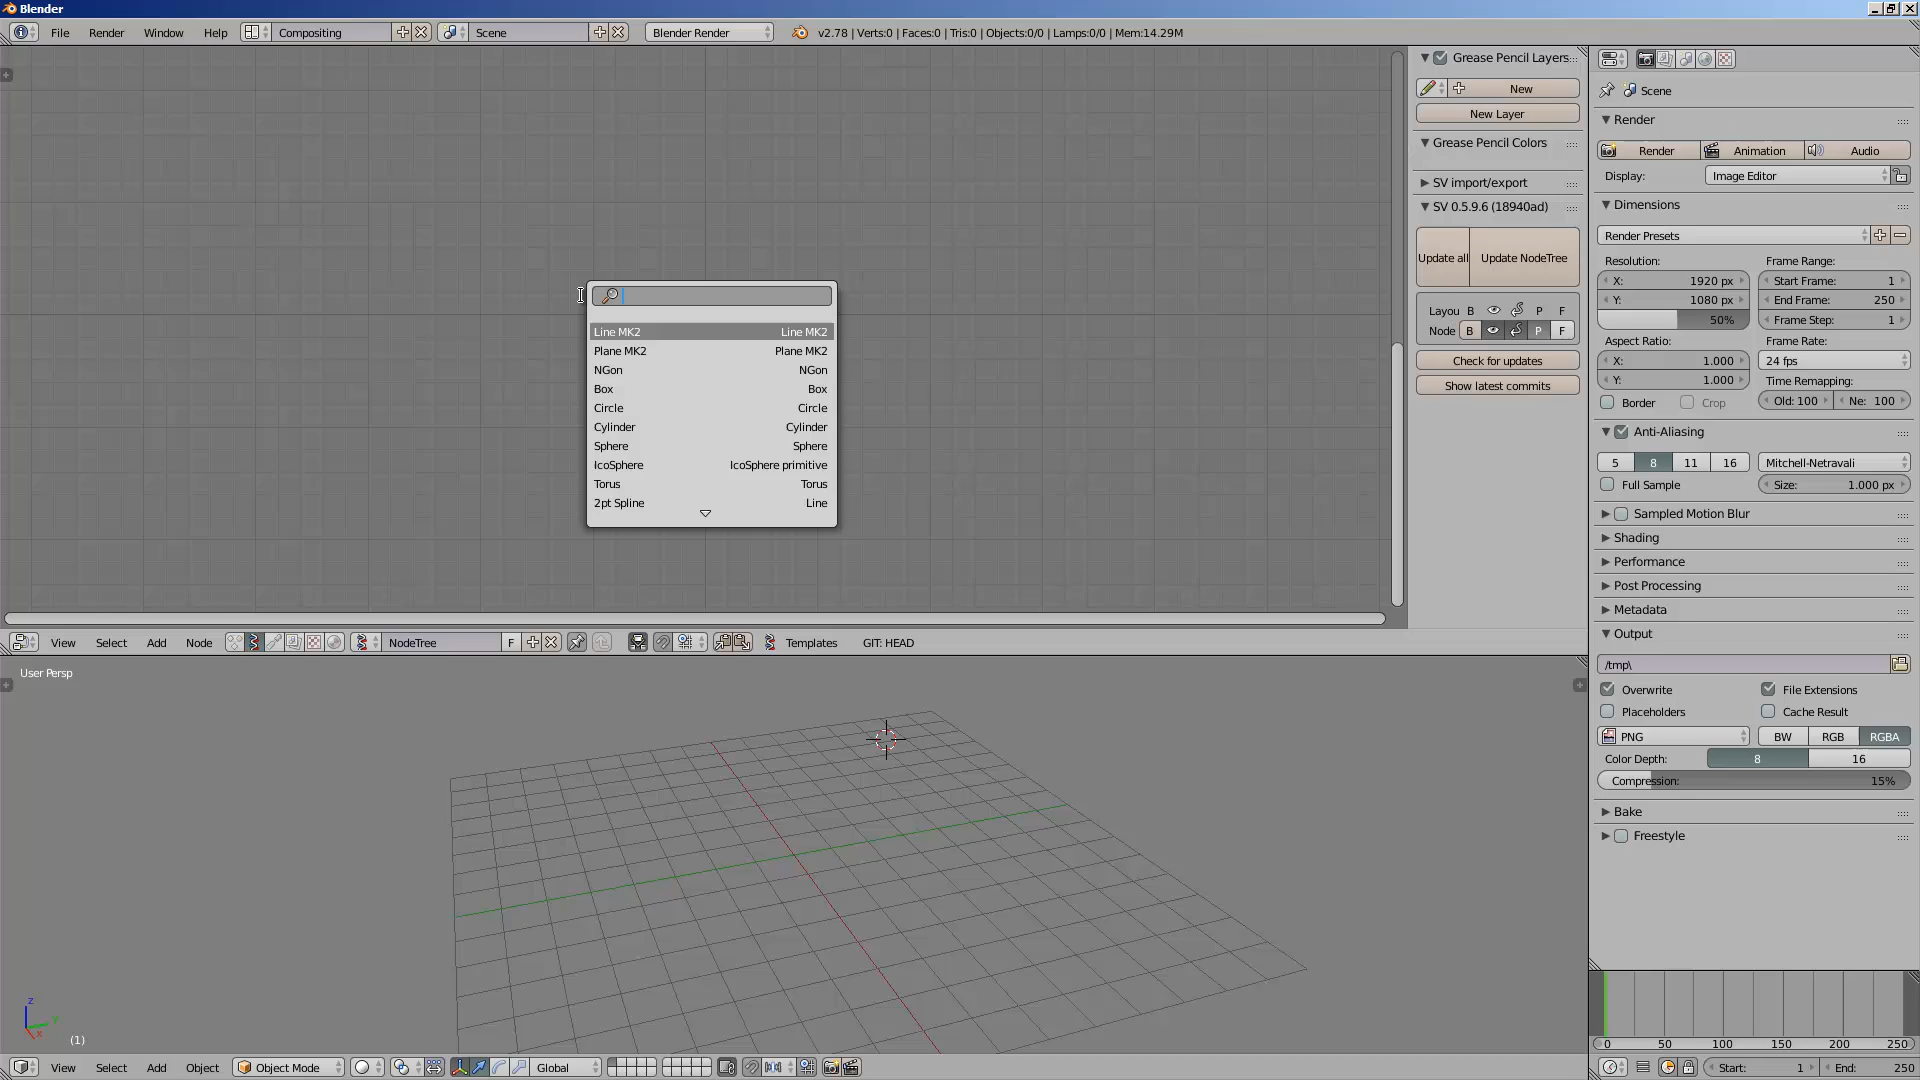 Blender
File Render Window Help Compositing Scene Blender Render v2.78 | Verts:0 | Faces:0 | Tris:0 | Objects:0/0 | Lamps:0/0 | Mem:14.29M
Line MK2 Line MK2
Plane MK2 Plane MK2
NGon NGon
Box Box
Circle Circle
Cylinder Cylinder
Sphere Sphere
IcoSphere IcoSphere primitive
Torus Torus
2pt Spline Line
Grease Pencil Layers
New
New Layer
Grease Pencil Colors
SV import/export
SV 0.5.9.6 (18940ad)
Update all Update NodeTree
Layou B P F
Node B P F
Check for updates
Show latest commits
View Select Add Node NodeTree F Templates GIT: HEAD
User Persp
z
y
x
(1)
View Select Add Object Object Mode Global
Scene
Render
Render Animation Audio
Display: Image Editor
Dimensions
Render Presets
Resolution: Frame Range:
X: 1920 px Start Frame: 1
Y: 1080 px End Frame: 250
50% Frame Step: 1
Aspect Ratio: Frame Rate:
X: 1.000 24 fps
Y: 1.000 Time Remapping:
Border Crop Old: 100 Ne: 100
Anti-Aliasing
5 8 11 16 Mitchell-Netravali
Full Sample Size: 1.000 px
Sampled Motion Blur
Shading
Performance
Post Processing
Metadata
Output
/tmp\
Overwrite File Extensions
Placeholders Cache Result
PNG BW RGB RGBA
Color Depth: 8 16
Compression: 15%
Bake
Freestyle
0 50 100 150 200 250
Start: 1 End: 250